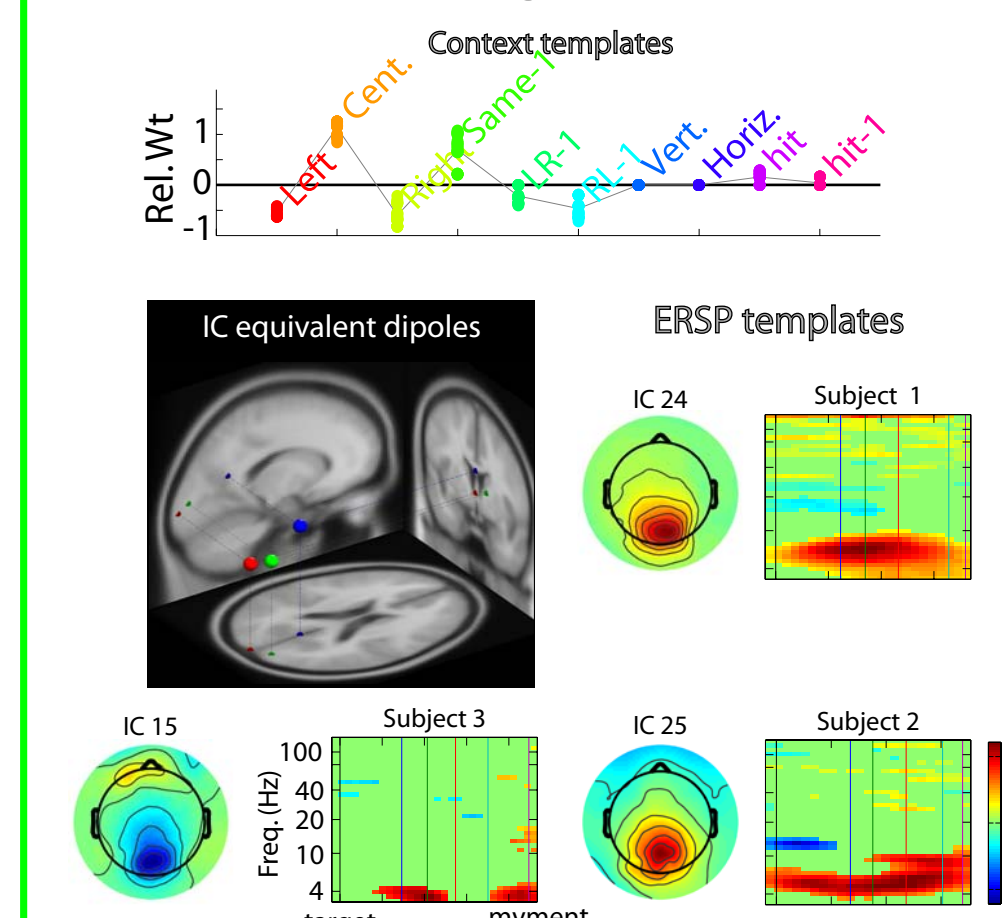 Context templates
Rel. Wt
1
0
-1
Left
Cent.
Right
Same-1
LR-1
RL-1
Vert.
Horiz.
hit
hit-1
IC equivalent dipoles
ERSP templates
IC 24
Subject 1
IC 15
Subject 3
Freq. (Hz)
100
40
20
10
4
target
mvment
IC 25
Subject 2